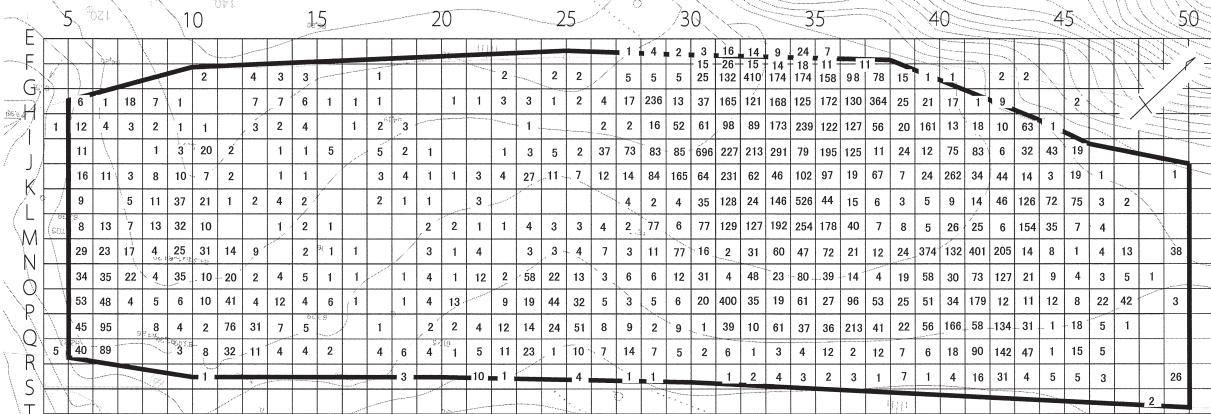 5 10 15 20 25 30 35 40 45 50
E 1 4 2 3 16 14 9 24 7
15 26 15 14 18 11 11
F 2 4 3 3 1 2 2 2 5 5 5 25 132 410 174 174 158 98 78 15 1 1 2 2
G 6 1 18 7 1 7 7 6 1 1 1 1 1 3 1 2 4 17 236 13 37 165 121 168 125 172 130 364 25 21 17 1 9 2
H 1 12 4 3 2 1 1 3 2 4 1 2 3 1 2 2 16 52 61 98 89 173 239 122 127 56 20 161 13 18 10 63 1
I 11 1 3 20 2 1 1 5 5 2 1 1 3 5 2 37 73 83 85 696 227 213 291 79 195 125 11 24 12 75 83 6 32 43 19
J 16 11 3 8 10 7 2 1 1 3 4 1 1 3 4 27 11 7 12 14 84 165 64 231 62 46 102 97 19 67 7 24 262 34 44 14 3 19 1 1
K 9 5 11 37 21 1 2 4 2 2 1 1 3 4 2 4 35 128 24 146 526 44 15 6 3 5 9 14 46 126 72 75 3 2
L 8 13 7 13 32 10 1 2 1 2 2 1 1 4 3 3 4 2 77 6 77 129 127 192 254 178 40 7 8 5 26 25 6 154 35 7 4
M 29 23 17 4 25 31 14 9 2 1 1 3 1 4 3 4 4 7 3 11 77 16 2 31 60 47 72 21 12 24 374 132 401 205 14 8 1 4 13 38
N 34 35 22 4 35 10 20 2 4 5 1 1 1 4 1 12 2 58 22 13 3 6 6 12 31 4 48 23 80 39 14 4 19 58 30 73 127 21 9 4 3 5 1
O 53 48 4 5 6 10 41 4 12 4 6 1 1 4 13 9 19 44 32 5 3 5 6 20 400 35 19 61 27 96 53 25 51 34 179 12 11 12 8 22 42 3
P 45 95 8 4 2 76 31 7 5 1 2 2 4 12 14 24 51 8 9 2 9 1 39 10 61 37 36 213 41 22 56 166 58 134 31 1 18 5 1
Q 5 40 89 3 8 32 11 4 4 2 4 6 4 1 5 11 23 1 10 7 14 7 5 2 6 1 3 4 12 2 12 7 6 18 90 142 47 1 15 5
R 1 3 10 1 4 1 1 1 2 4 3 2 3 1 7 1 4 16 31 4 5 5 3 26
S 2
T